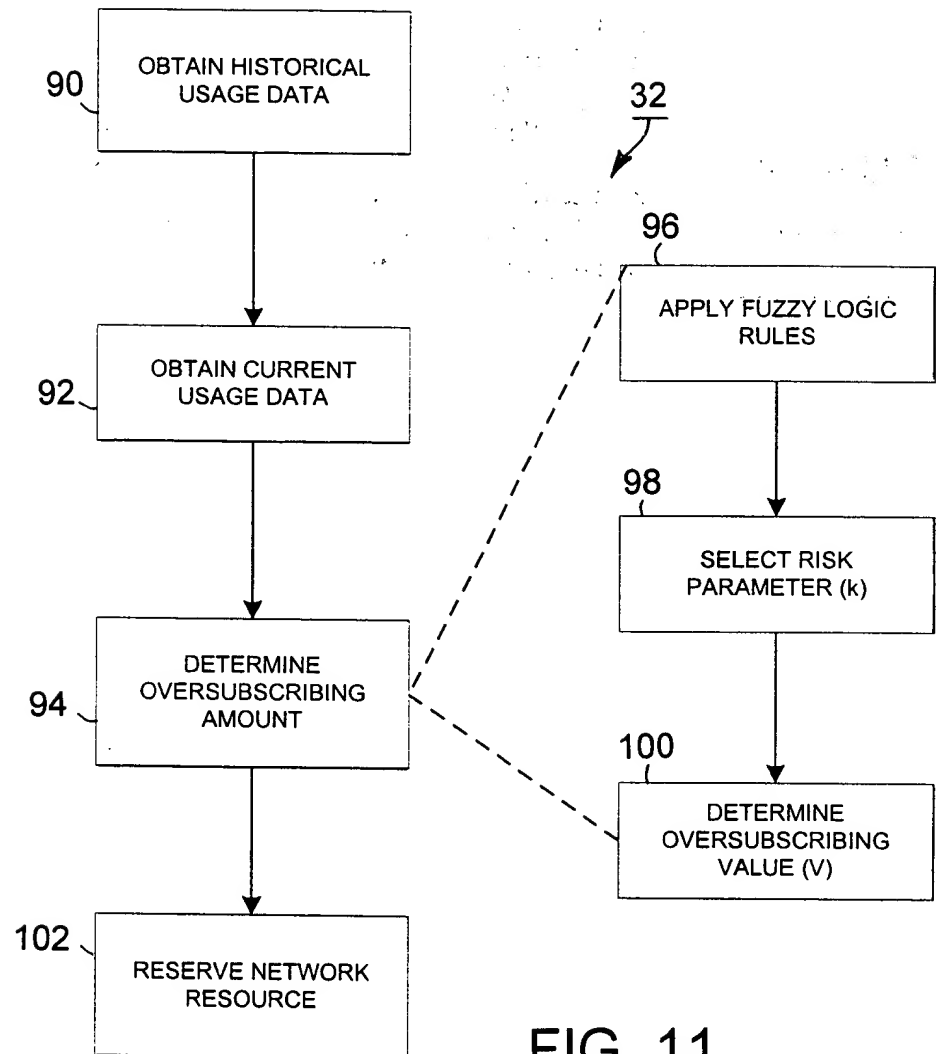 90
OBTAIN HISTORICAL
USAGE DATA
92
OBTAIN CURRENT
USAGE DATA
94
DETERMINE
OVERSUBSCRIBING
AMOUNT
102
RESERVE NETWORK
RESOURCE
32
96
APPLY FUZZY LOGIC
RULES
98
SELECT RISK
PARAMETER (k)
100
DETERMINE
OVERSUBSCRIBING
VALUE (V)
FIG. 11